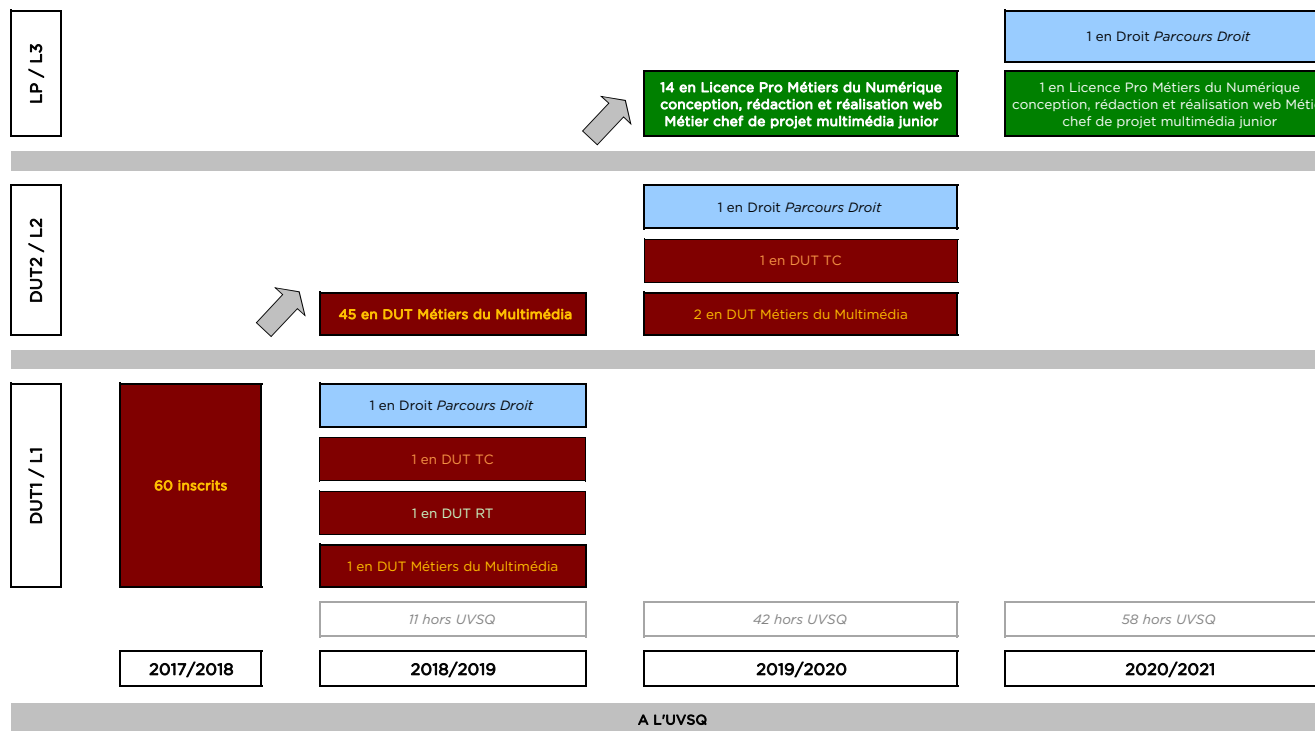 LP / L3
1 en Droit Parcours Droit
14 en Licence Pro Métiers du Numérique
conception, rédaction et réalisation web
Métier chef de projet multimédia junior
1 en Licence Pro Métiers du Numérique
conception, rédaction et réalisation web
chef de projet multimédia junior
DUT2 / L2
1 en Droit Parcours Droit
1 en DUT TC
45 en DUT Métiers du Multimédia
2 en DUT Métiers du Multimédia
DUT1 / L1
60 inscrits
1 en Droit Parcours Droit
1 en DUT TC
1 en DUT RT
1 en DUT Métiers du Multimédia
11 hors UVSQ
42 hors UVSQ
58 hors UVSQ
2017/2018
2018/2019
2019/2020
2020/2021
A L'UVSQ